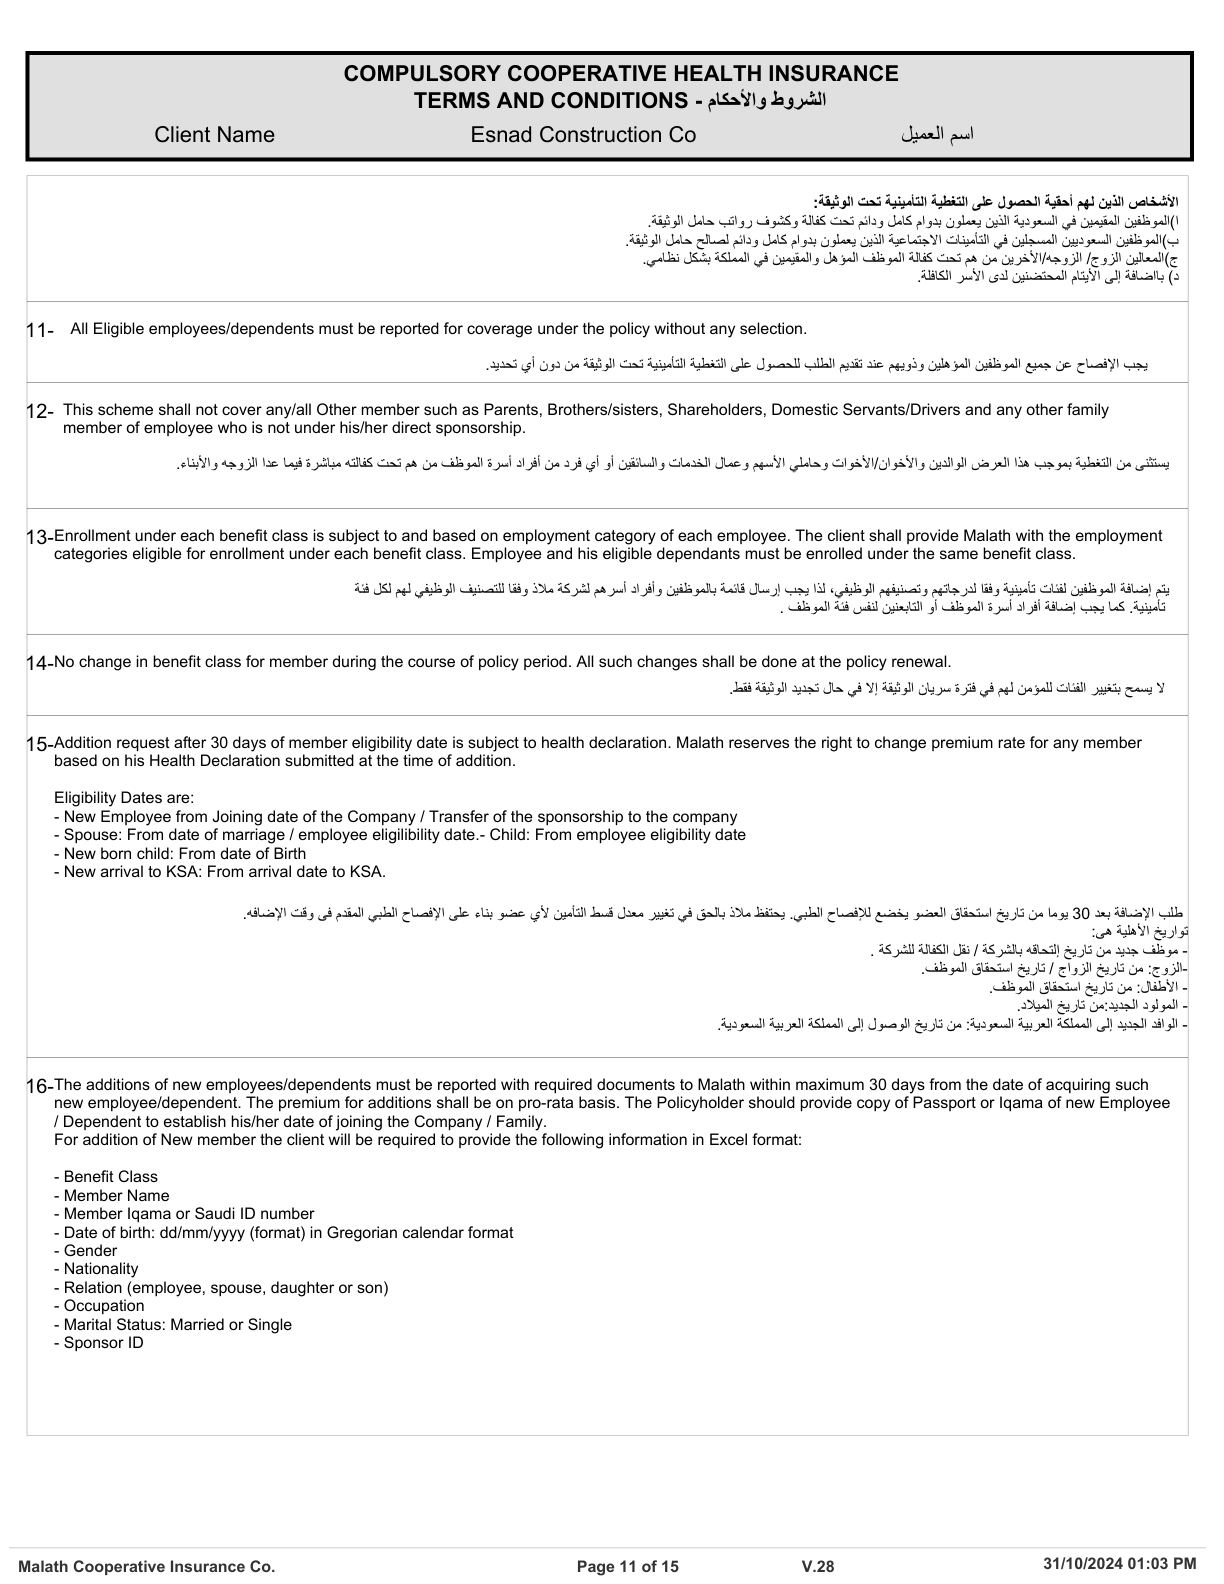 COMPULSORY COOPERATIVE HEALTH INSURANCE
TERMS AND CONDITIONS - الشروط والأحكام
Client Name Esnad Construction Co اسم العميل
الأشخاص الذين لهم أحقية الحصول على التغطية التأمينية تحت الوثيقة:
ا)الموظفين المقيمين في السعودية الذين يعملون بدوام كامل ودائم تحت كفالة وكشوف رواتب حامل الوثيقة.
ب)الموظفين السعوديين المسجلين في التأمينات الاجتماعية الذين يعملون بدوام كامل ودائم لصالح حامل الوثيقة.
ج)المعالين الزوج/ الزوجه/الأخرين من هم تحت كفالة الموظف المؤهل والمقيمين في المملكة بشكل نظامي.
د) بااضافة إلى الأيتام المحتضنين لدى الأسر الكافلة.
11- All Eligible employees/dependents must be reported for coverage under the policy without any selection.
يجب الإفصاح عن جميع الموظفين المؤهلين وذويهم عند تقديم الطلب للحصول على التغطية التأمينية تحت الوثيقة من دون أي تحديد.
12- This scheme shall not cover any/all Other member such as Parents, Brothers/sisters, Shareholders, Domestic Servants/Drivers and any other family
member of employee who is not under his/her direct sponsorship.
يستثنى من التغطية بموجب هذا العرض الوالدين والأخوان/الأخوات وحاملي الأسهم وعمال الخدمات والسائقين أو أي فرد من أفراد أسرة الموظف من هم تحت كفالته مباشرة فيما عدا الزوجه والأبناء.
13-Enrollment under each benefit class is subject to and based on employment category of each employee. The client shall provide Malath with the employment
categories eligible for enrollment under each benefit class. Employee and his eligible dependants must be enrolled under the same benefit class.
يتم إضافة الموظفين لفئات تأمينية وفقا لدرجاتهم وتصنيفهم الوظيفي، لذا يجب إرسال قائمة بالموظفين وأفراد أسرهم لشركة ملاذ وفقا للتصنيف الوظيفي لهم لكل فئة
تأمينية. كما يجب إضافة أفراد أسرة الموظف أو التابعنين لنفس فئة الموظف .
14-No change in benefit class for member during the course of policy period. All such changes shall be done at the policy renewal.
لا يسمح بتغيير الفئات للمؤمن لهم في فترة سريان الوثيقة إلا في حال تجديد الوثيقة فقط.
15-Addition request after 30 days of member eligibility date is subject to health declaration. Malath reserves the right to change premium rate for any member
based on his Health Declaration submitted at the time of addition.
Eligibility Dates are:
- New Employee from Joining date of the Company / Transfer of the sponsorship to the company
- Spouse: From date of marriage / employee eligilibility date.- Child: From employee eligibility date
- New born child: From date of Birth
- New arrival to KSA: From arrival date to KSA.
طلب الإضافة بعد 30 يوما من تاريخ استحقاق العضو يخضع للإفصاح الطبي. يحتفظ ملاذ بالحق في تغيير معدل قسط التأمين لأي عضو بناء على الإفصاح الطبي المقدم فى وقت الإضافه.
تواريخ الأهلية هى:
- موظف جديد من تاريخ إلتحاقه بالشركة / نقل الكفالة للشركة .
-الزوج: من تاريخ الزواج / تاريخ استحقاق الموظف.
- الأطفال: من تاريخ استحقاق الموظف.
- المولود الجديد:من تاريخ الميلاد.
- الوافد الجديد إلى المملكة العربية السعودية: من تاريخ الوصول إلى المملكة العربية السعودية.
16-The additions of new employees/dependents must be reported with required documents to Malath within maximum 30 days from the date of acquiring such
new employee/dependent. The premium for additions shall be on pro-rata basis. The Policyholder should provide copy of Passport or Iqama of new Employee
/ Dependent to establish his/her date of joining the Company / Family.
For addition of New member the client will be required to provide the following information in Excel format:
- Benefit Class
- Member Name
- Member Iqama or Saudi ID number
- Date of birth: dd/mm/yyyy (format) in Gregorian calendar format
- Gender
- Nationality
- Relation (employee, spouse, daughter or son)
- Occupation
- Marital Status: Married or Single
- Sponsor ID
Malath Cooperative Insurance Co. Page 11 of 15 V.28 31/10/2024 01:03 PM